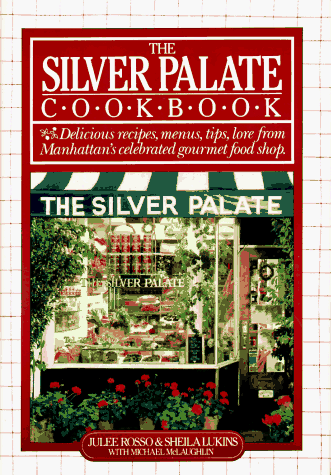 THE
SILVER PALATE
C·O·O·K·B·O·O·K
Delicious recipes, menus, tips, lore from
Manhattan's celebrated gourmet food shop.
THE SILVER PALATE
THE SILVER PALATE
JULEE ROSSO & SHEILA LUKINS
WITH MICHAEL McLAUGHLIN